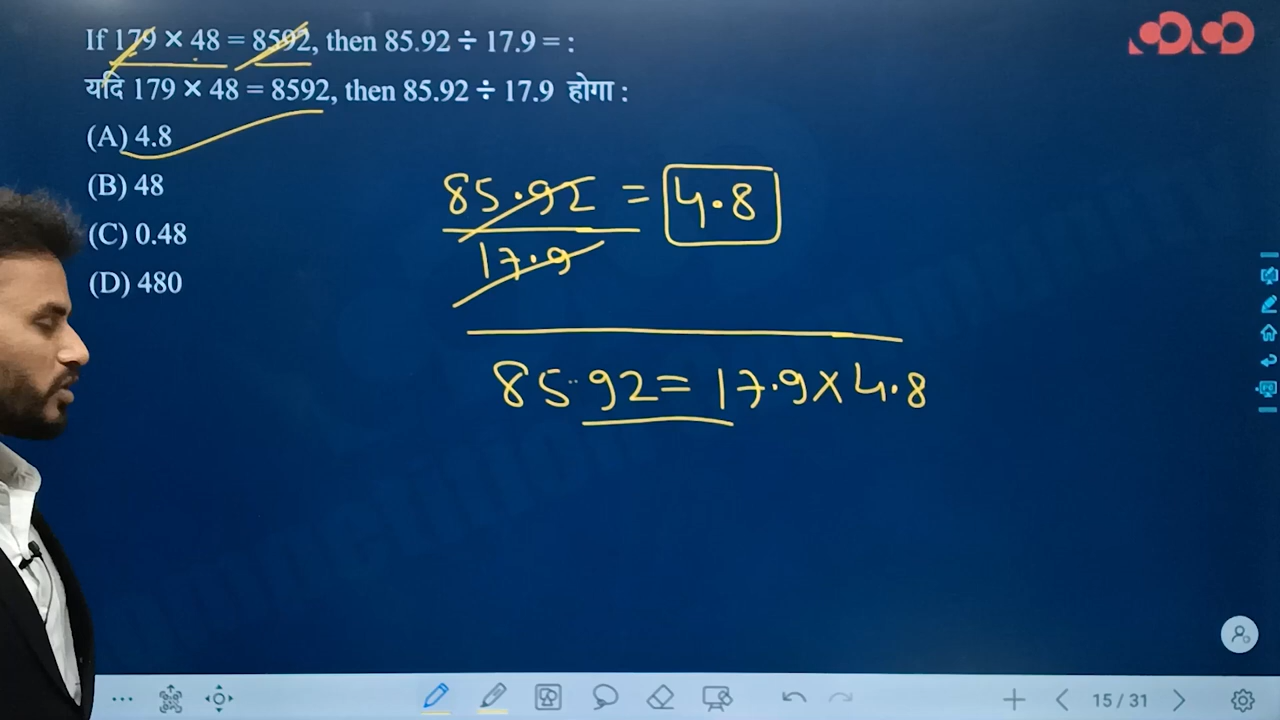 If 179 × 48 = 8592, then 85.92 ÷ 17.9 = :
यदि 179 × 48 = 8592, then 85.92 ÷ 17.9 होगा :
(A) 4.8
(B) 48
(C) 0.48
(D) 480
85.92 = 4.8
17.9
85.92 = 17.9 × 4.8
15 / 31